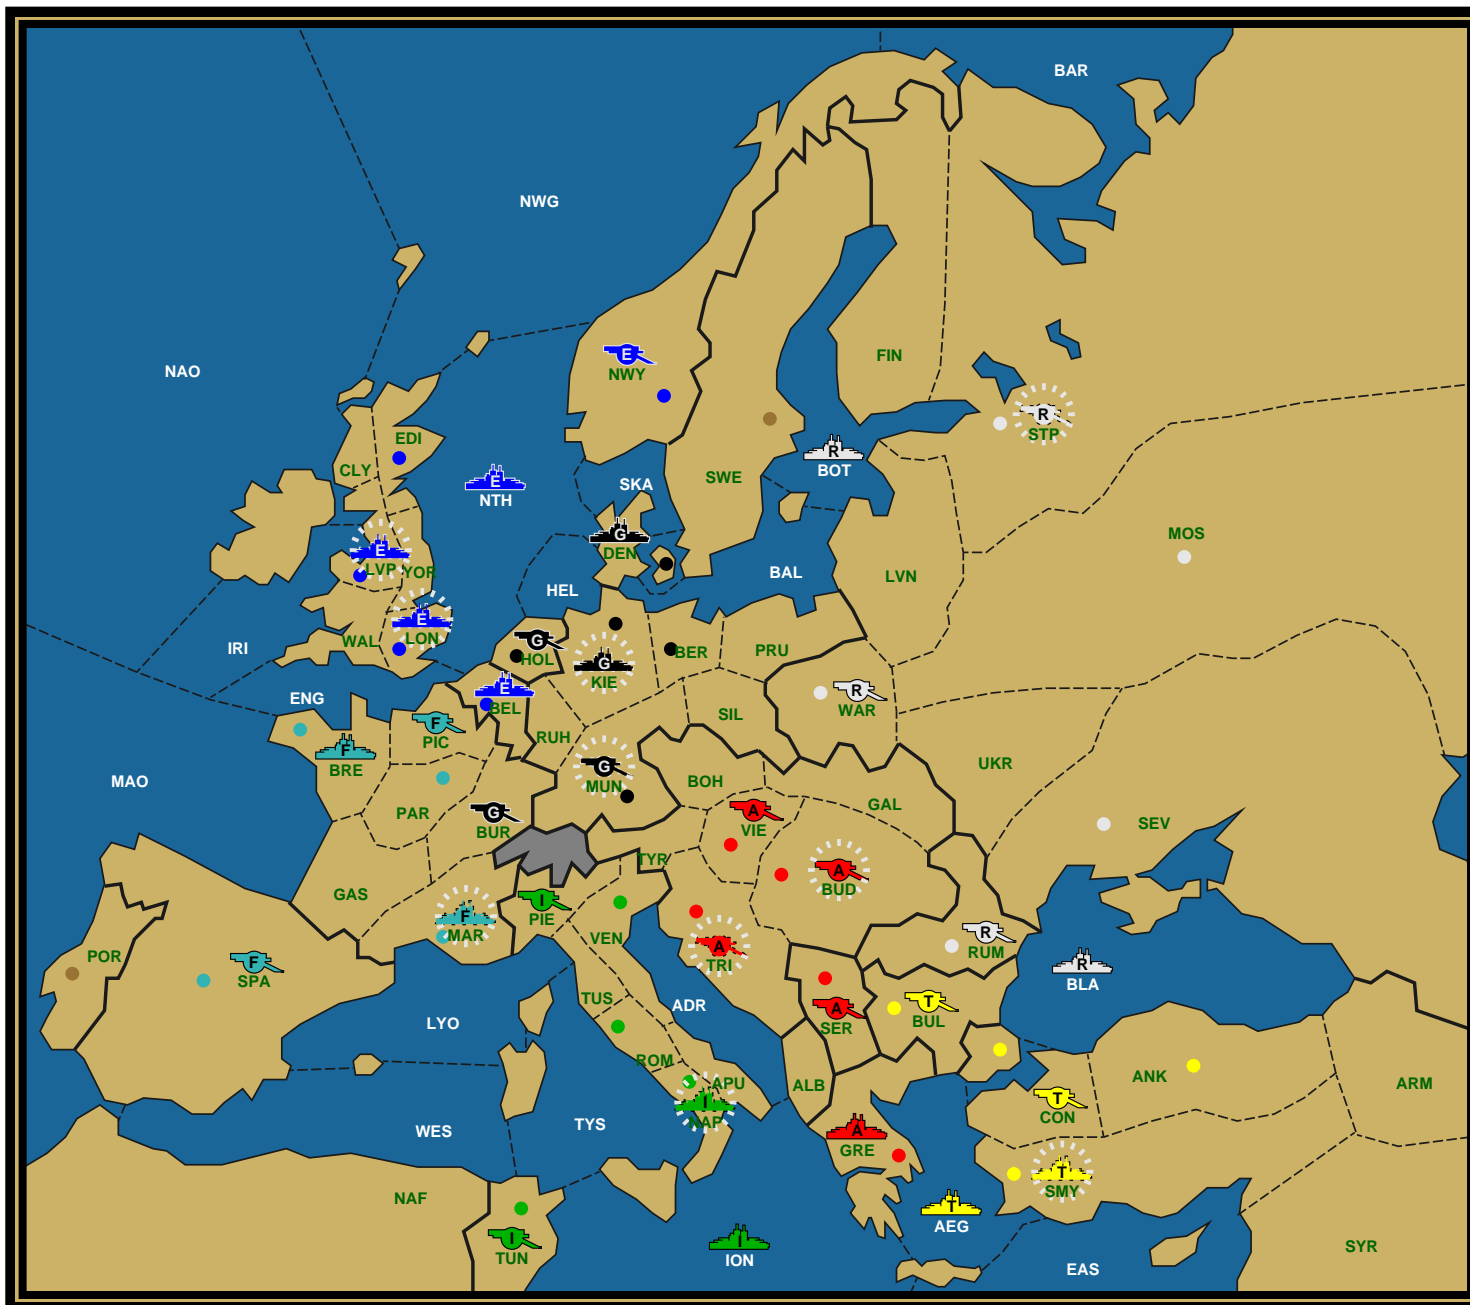 BAR
NWG
NAO
FIN
E
NWY
R
STP
EDI
CLY
R
BOT
SWE
SKA
E
NTH
MOS
G
DEN
E
LVP
YOR
BAL
LVN
HEL
E
LON
WAL
IRI
G
HOL
G
KIE
BER
PRU
ENG
E
BEL
R
WAR
SIL
F
PIC
RUH
F
BRE
UKR
G
MUN
BOH
MAO
GAL
PAR
G
BUR
A
VIE
SEV
TYR
A
BUD
GAS
I
PIE
F
MAR
VEN
R
RUM
A
TRI
POR
F
SPA
R
BLA
TUS
ADR
T
BUL
A
SER
LYO
ROM
APU
ALB
ANK
ARM
I
NAP
T
CON
TYS
WES
A
GRE
T
SMY
NAF
T
AEG
I
TUN
I
ION
SYR
EAS